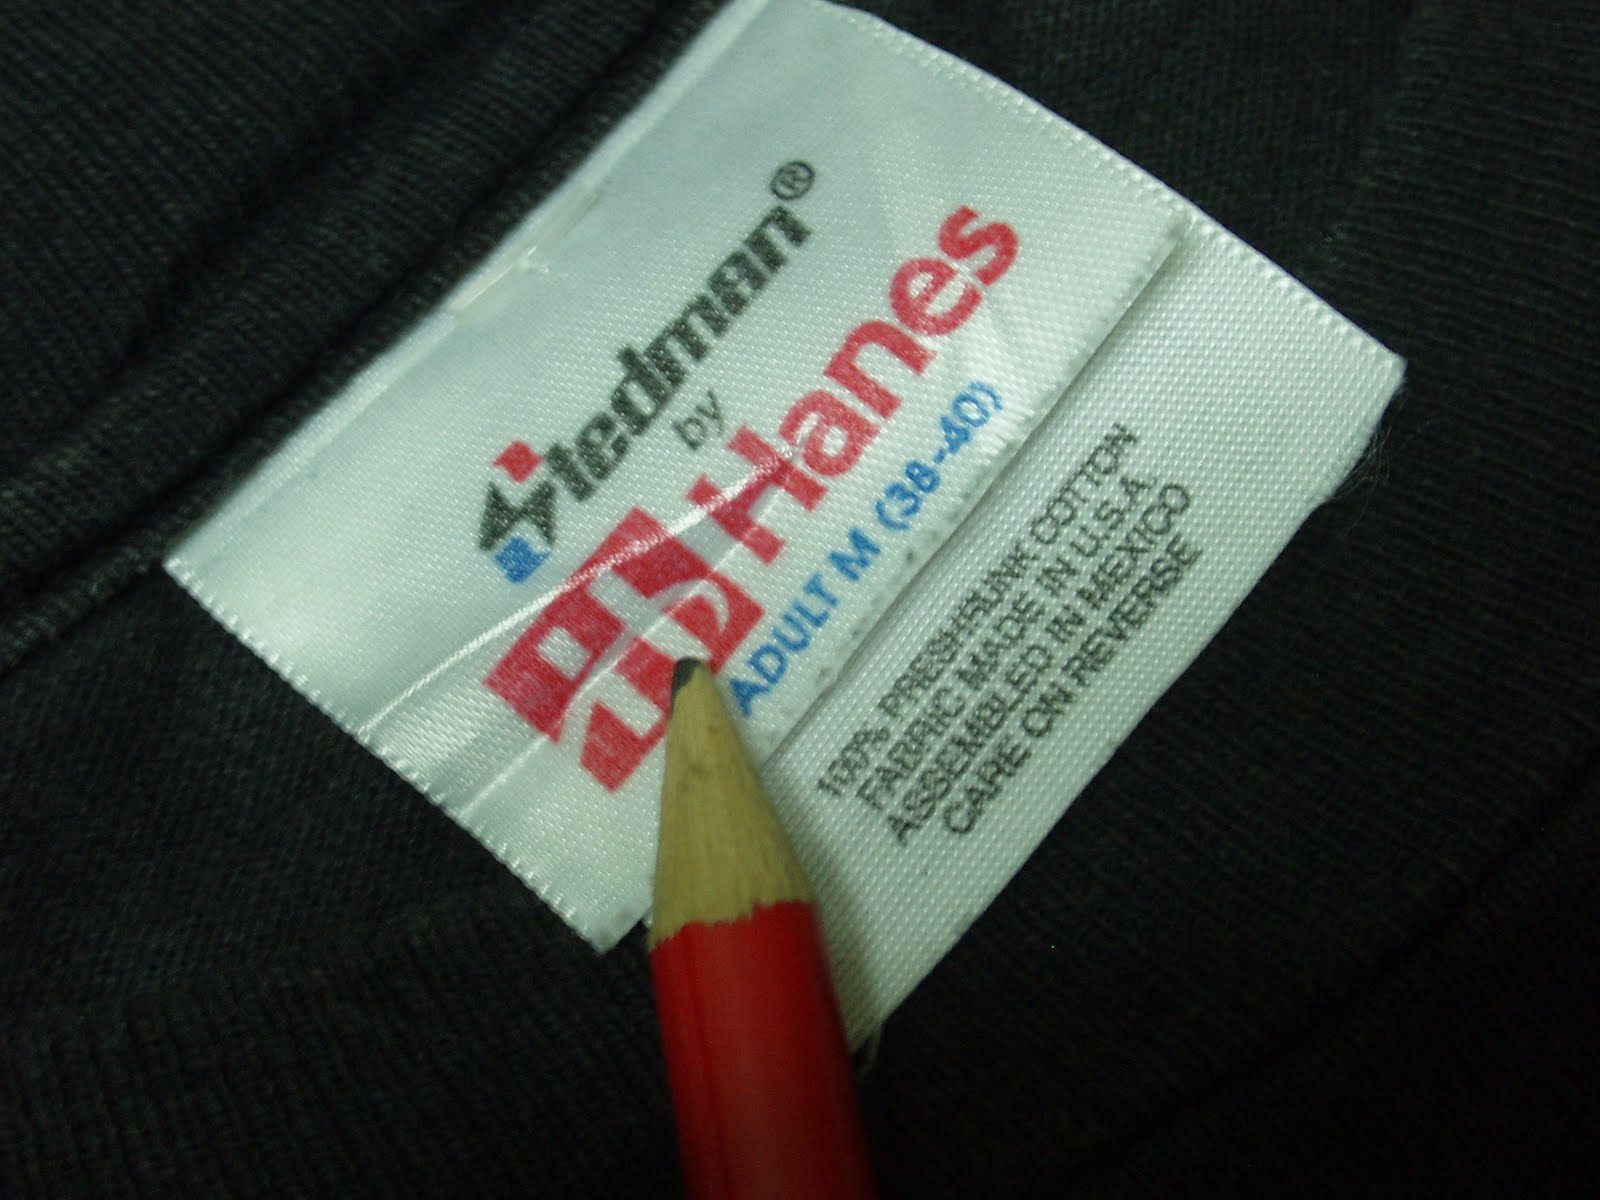 Stedman®
by
Hanes
ADULT M (38-40)
100% PRESHRUNK COTTON
FABRIC MADE IN U.S.A.
ASSEMBLED IN MEXICO
CARE ON REVERSE